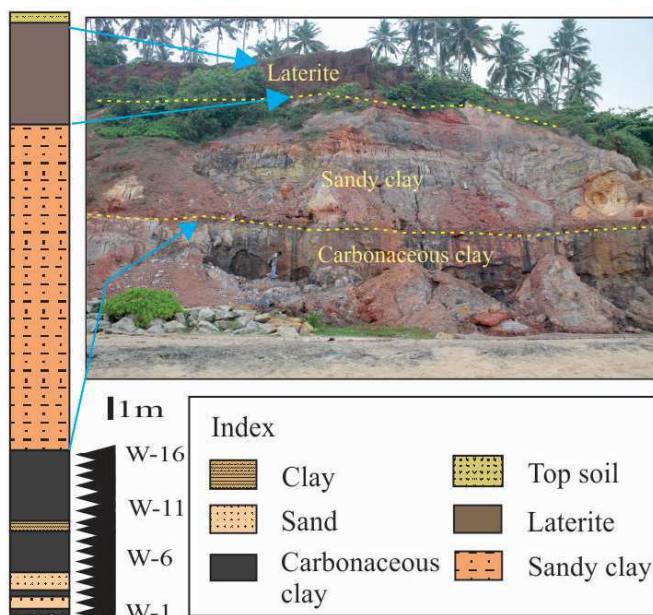 Laterite
Sandy clay
Carbonaceous clay
1m
W-16
W-11
W-6
W-1
Index
Clay
Sand
Carbonaceous
clay
Top soil
Laterite
Sandy clay